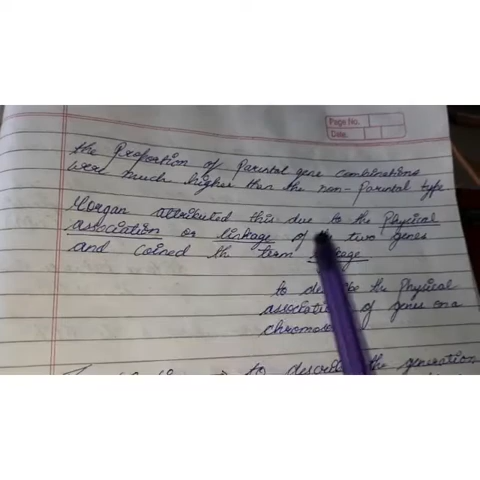 Page No.
Date.
the Proportion of Parental gene combinations
were much higher than the non-Parental type
Morgan attributed this due to the Physical
association or linkage of the two genes
and coined the term linkage
to describe the Physical
association of genes on a
chromosome
to describe the generation